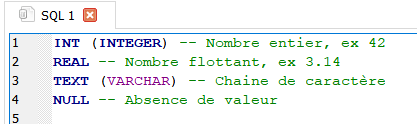 SQL 1
1 INT (INTEGER) -- Nombre entier, ex 42
2 REAL -- Nombre flottant, ex 3.14
3 TEXT (VARCHAR) -- Chaine de caractère
4 NULL -- Absence de valeur
5